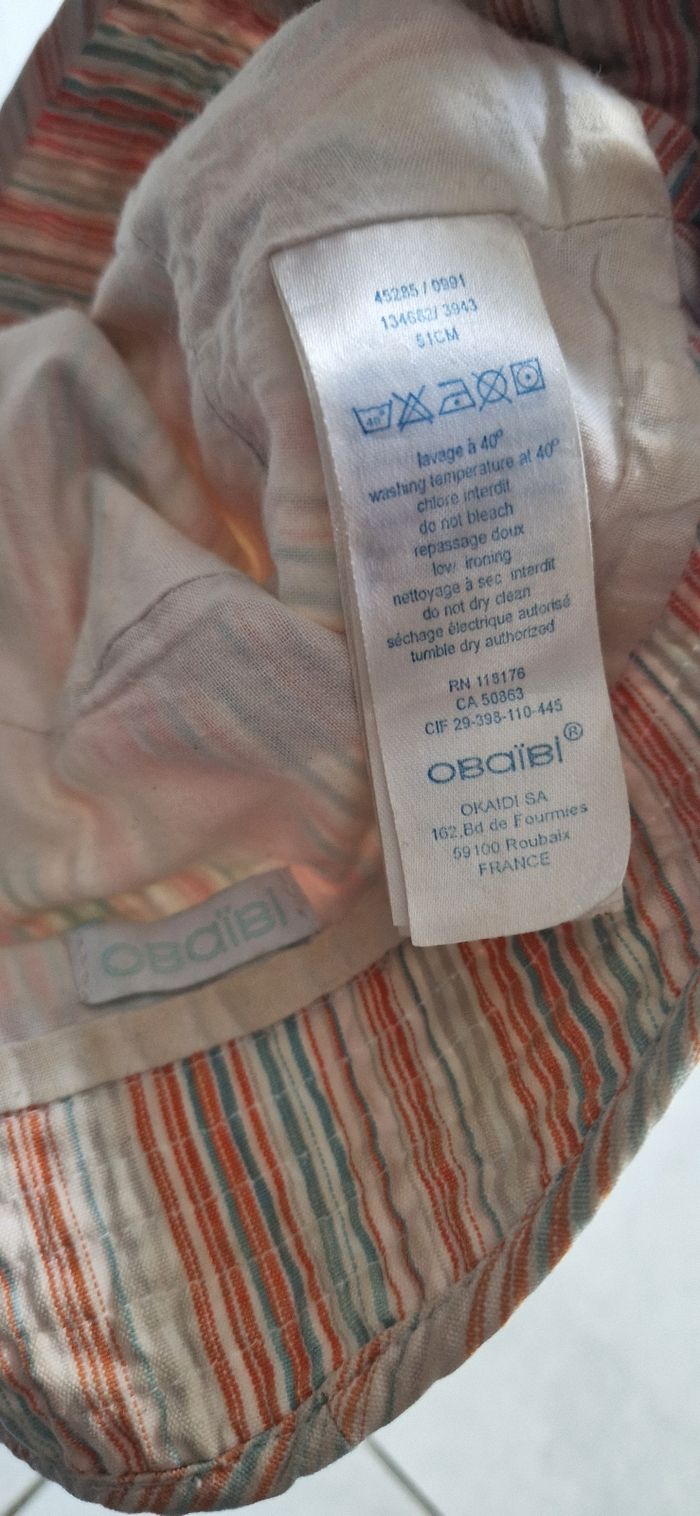 45285 / 0991
134682/ 3943
51CM
40°
lavage à 40°
washing temperature at 40°
chlore interdit
do not bleach
repassage doux
low ironing
nettoyage à sec interdit
do not dry clean
séchage électrique autorisé
tumble dry authorized
RN 118176
CA 50863
CIF 29-398-110-445
OBaïBI®
OKAIDI SA
162,Bd de Fourmies
59100 Roubaix
FRANCE
OBaïBI